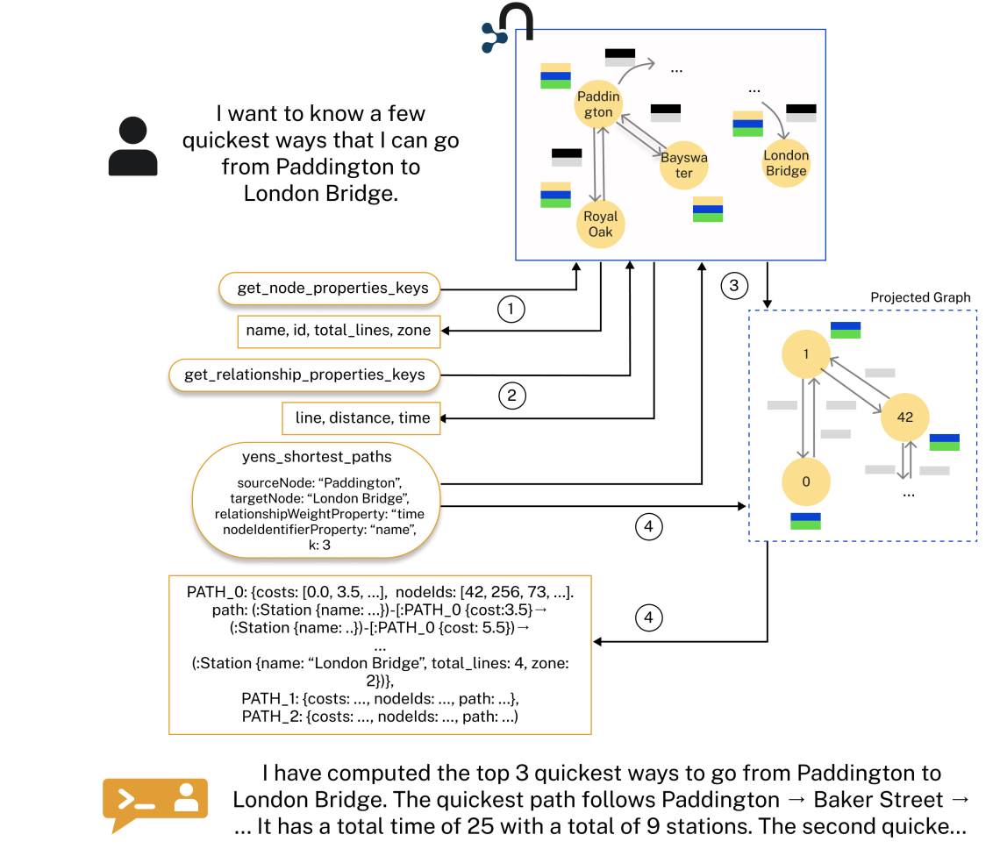 I want to know a few
quickest ways that I can go
from Paddington to
London Bridge.
...
...
Paddin
gton
Bayswa
ter
London
Bridge
Royal
Oak
get_node_properties_keys
1
name, id, total_lines, zone
get_relationship_properties_keys
2
line, distance, time
3
Projected Graph
1
42
0
...
yens_shortest_paths
sourceNode: “Paddington”,
targetNode: “London Bridge”,
relationshipWeightProperty: “time
nodeIdentifierProperty: “name”,
k: 3
4
PATH_0: {costs: [0.0, 3.5, ...], nodeIds: [42, 256, 73, ...].
path: (:Station {name: ...})-[:PATH_0 {cost:3.5}→
(:Station {name: ..})-[:PATH_0 {cost: 5.5})→
...
(:Station {name: “London Bridge”, total_lines: 4, zone:
2})},
PATH_1: {costs: ..., nodeIds: ..., path: ...},
PATH_2: {costs: ..., nodeIds: ..., path: ...)
4
I have computed the top 3 quickest ways to go from Paddington to
London Bridge. The quickest path follows Paddington → Baker Street →
... It has a total time of 25 with a total of 9 stations. The second quicke...